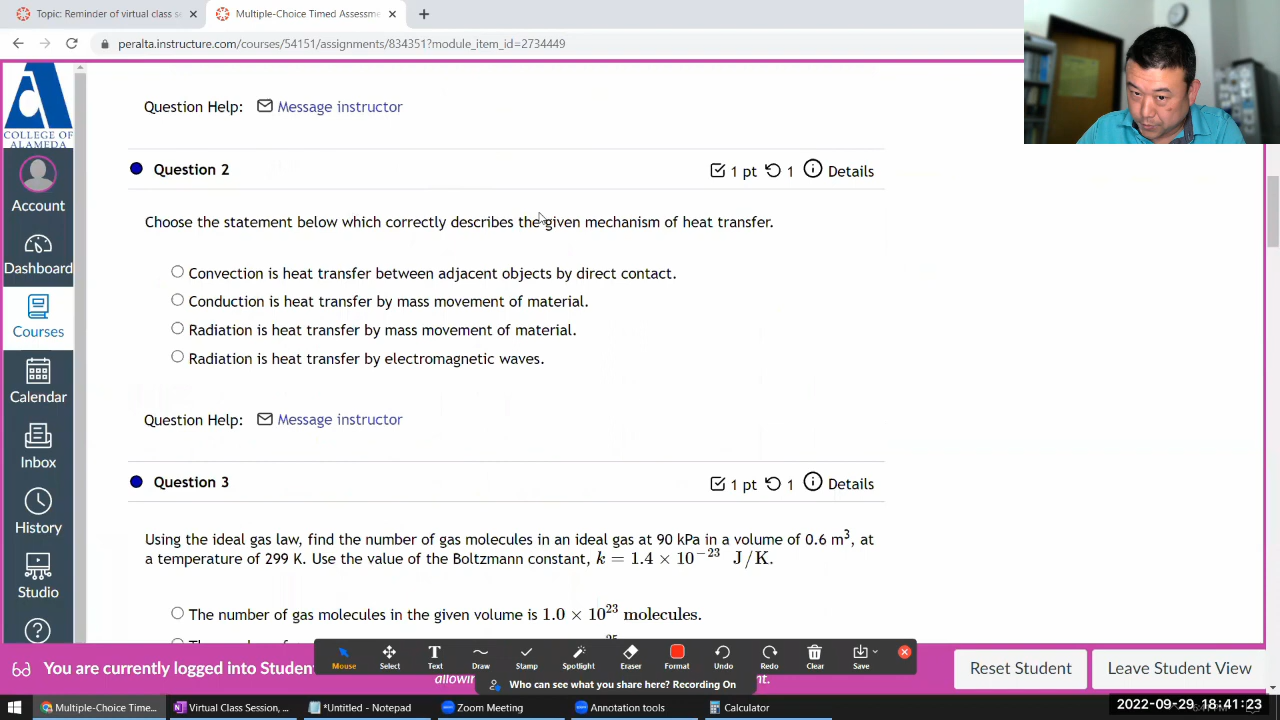 Topic: Reminder of virtual class se
Multiple-Choice Timed Assessme
peralta.instructure.com/courses/54151/assignments/834351?module_item_id=2734449
COLLEGE OF
ALAMEDA
Account
Dashboard
Courses
Calendar
Inbox
History
Studio
Question Help: Message instructor
Question 2
1 pt 1 Details
Choose the statement below which correctly describes the given mechanism of heat transfer.
Convection is heat transfer between adjacent objects by direct contact.
Conduction is heat transfer by mass movement of material.
Radiation is heat transfer by mass movement of material.
Radiation is heat transfer by electromagnetic waves.
Question Help: Message instructor
Question 3
1 pt 1 Details
Using the ideal gas law, find the number of gas molecules in an ideal gas at 90 kPa in a volume of 0.6 m³, at
a temperature of 299 K. Use the value of the Boltzmann constant, k = 1.4 × 10⁻²³ J/K.
The number of gas molecules in the given volume is 1.0 × 10²³ molecules.
Mouse Select Text Draw Stamp Spotlight Eraser Format Undo Redo Clear Save
You are currently logged into Studen
Reset Student Leave Student View
Who can see what you share here? Recording On
Multiple-Choice Time... Virtual Class Session, ... *Untitled - Notepad Zoom Meeting Annotation tools Calculator
2022-09-29 18:41:23